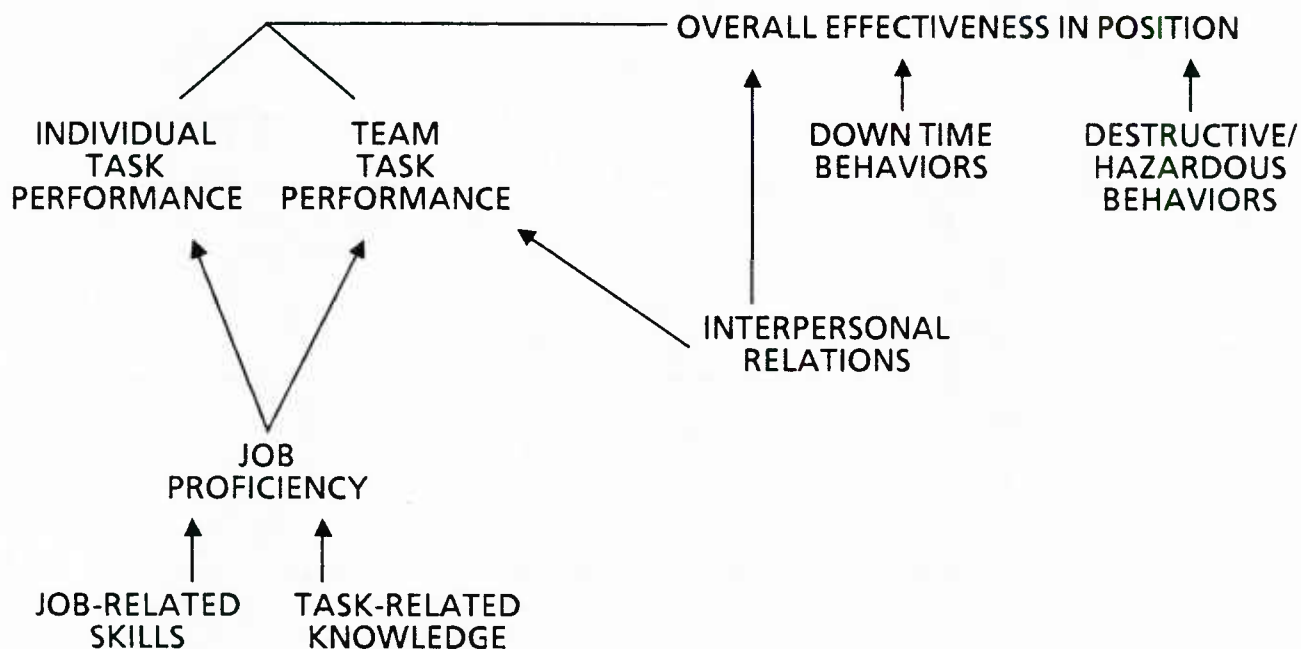 OVERALL EFFECTIVENESS IN POSITION
INDIVIDUAL
TASK
PERFORMANCE
TEAM
TASK
PERFORMANCE
DOWN TIME
BEHAVIORS
DESTRUCTIVE/
HAZARDOUS
BEHAVIORS
INTERPERSONAL
RELATIONS
JOB
PROFICIENCY
JOB-RELATED
SKILLS
TASK-RELATED
KNOWLEDGE